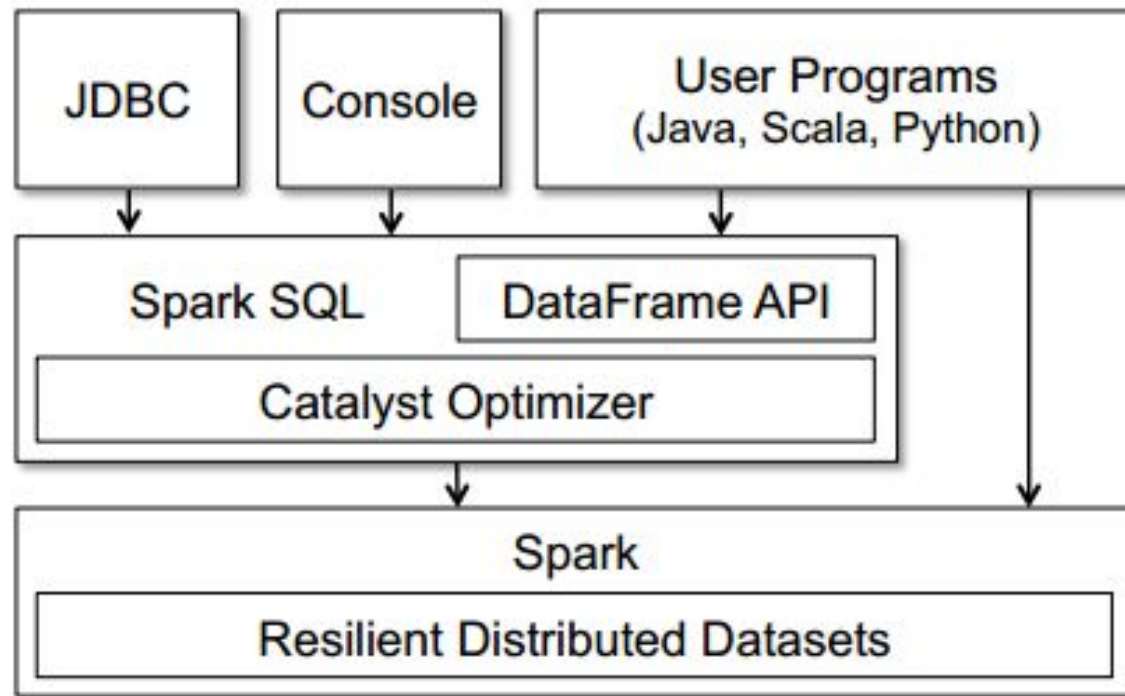 JDBC
Console
User Programs
(Java, Scala, Python)
Spark SQL
DataFrame API
Catalyst Optimizer
Spark
Resilient Distributed Datasets